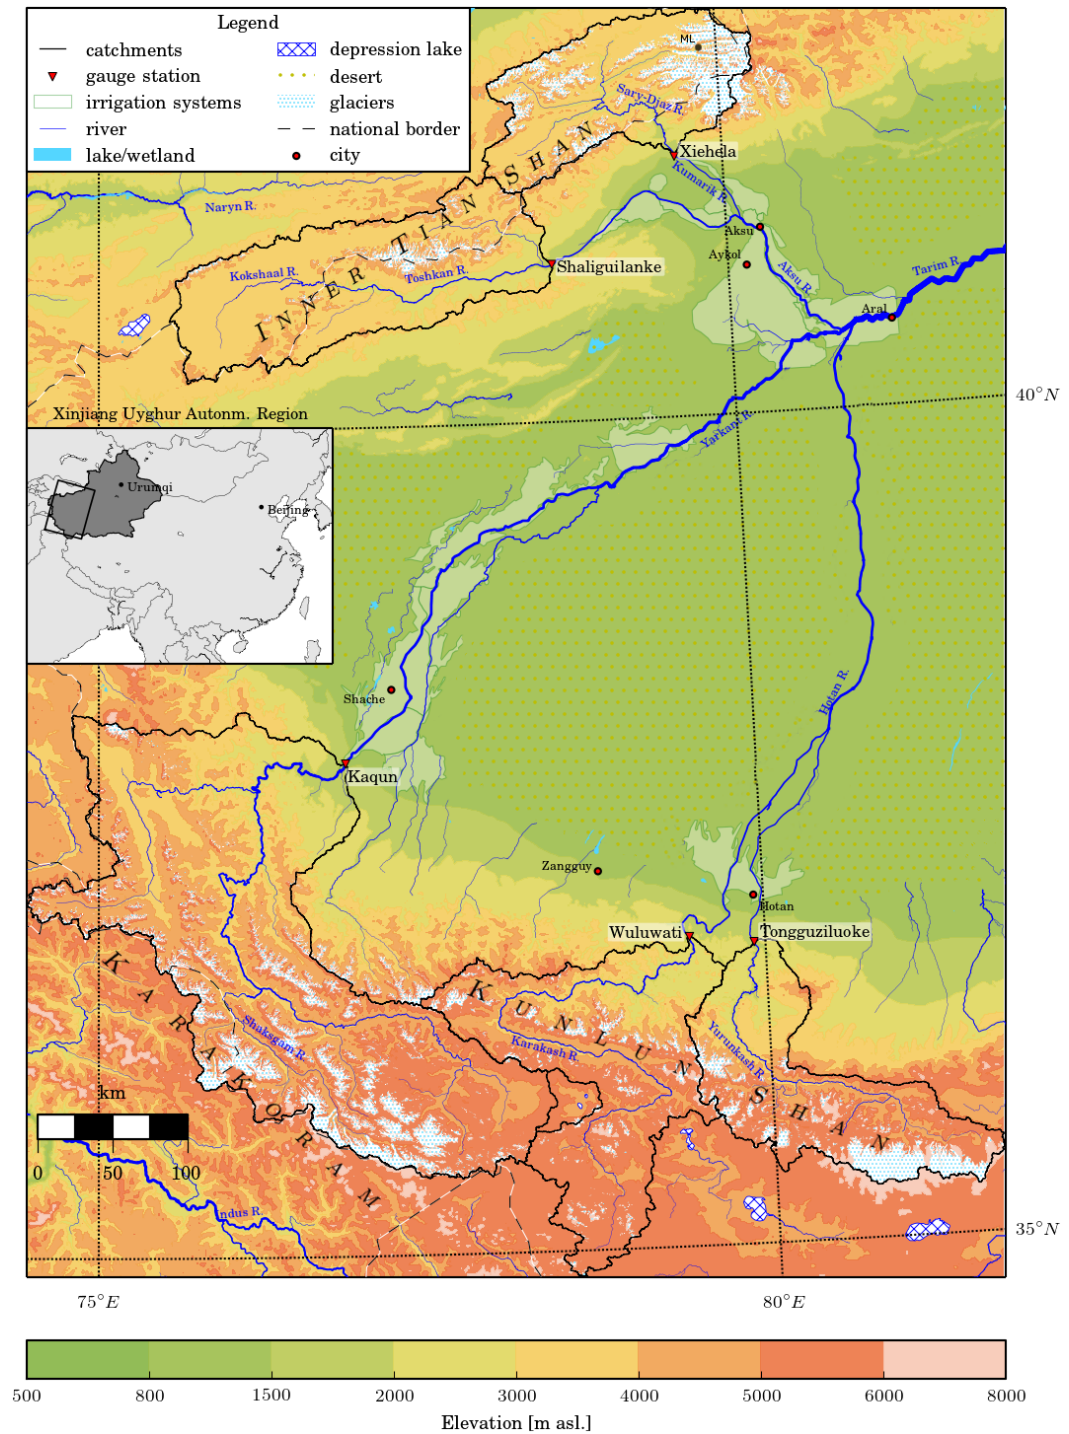 Legend
catchments
gauge station
irrigation systems
river
lake/wetland
depression lake
desert
glaciers
national border
city
ML
Sary-Djaz R.
Xiehela
Kumarik R.
INNER TIAN SHAN
Naryn R.
Aksu
Aykol
Shaliguilanke
Kokshaal R.
Toshkan R.
Aksu R.
Tarim R.
Aral
40°N
Xinjiang Uyghur Autonm. Region
Urumqi
Beijing
Yarkant R.
Hotan R.
Shache
Kaqun
Zangguy
Hotan
Wuluwati
Tongguziluoke
KARAKORAM
KUNLUN SHAN
Shaksgam R.
Karakash R.
Yurunkash R.
km
0 50 100
Indus R.
35°N
75°E 80°E
500 800 1500 2000 3000 4000 5000 6000 8000
Elevation [m asl.]